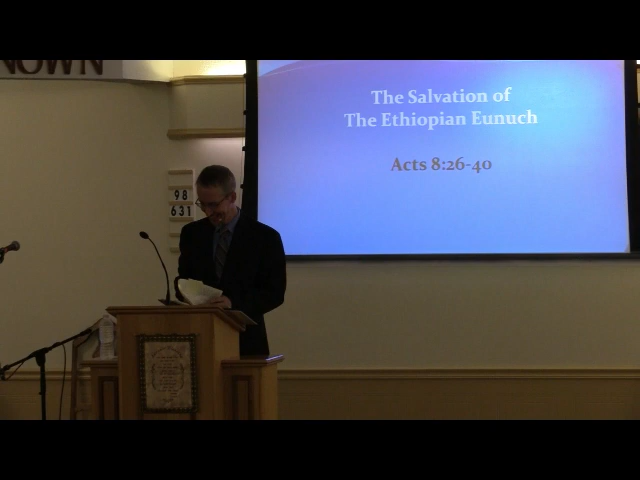 NOWN
The Salvation of
The Ethiopian Eunuch
Acts 8:26-40
98
631